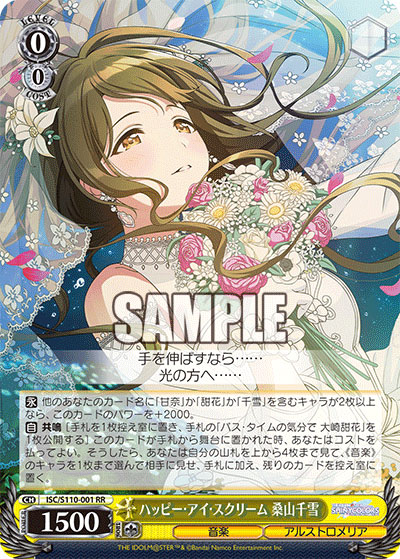 LEVEL
0
0
COST
SAMPLE
手を伸ばすなら……
光の方へ……
永 他のあなたのカード名に「甘奈」か「甜花」か「千雪」を含むキャラが2枚以上
なら、このカードのパワーを+2000。
自 共鳴 [手札を1枚控え室に置き、手札の「バス・タイムの気分で 大崎甜花」を
1枚公開する] このカードが手札から舞台に置かれた時、あなたはコストを
払ってよい。そうしたら、あなたは自分の山札を上から4枚まで見て、《音楽》
のキャラを1枚まで選んで相手に見せ、手札に加え、残りのカードを控え室
に置く。
CH ISC/S110-001 RR
1500
ハッピー・アイ・スクリーム 桑山千雪
SHINYCOLORS
音楽
アルストロメリア
THE IDOLM@STER™& ©Bandai Namco Entertainment Inc.